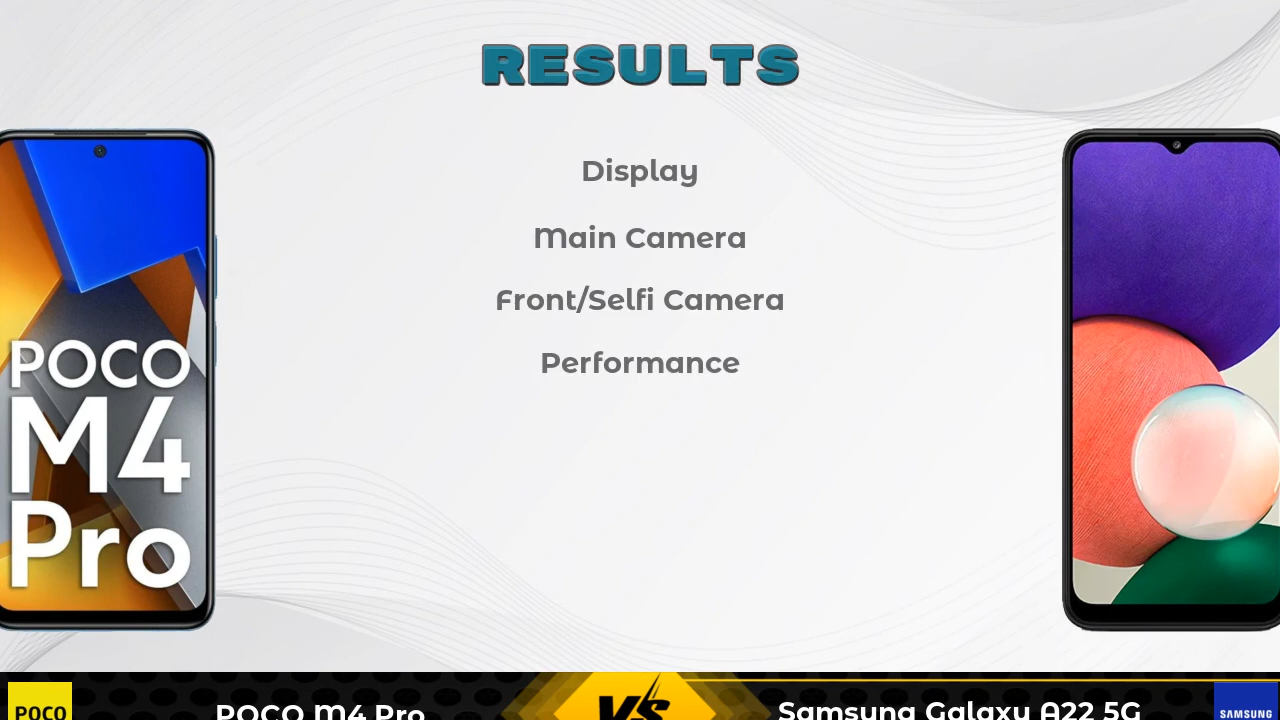 RESULTS
Display
Main Camera
Front/Selfi Camera
Performance
POCO
M4
Pro
POCO
POCO M4 Pro
VS
Samsung Galaxy A22 5G
SAMSUNG